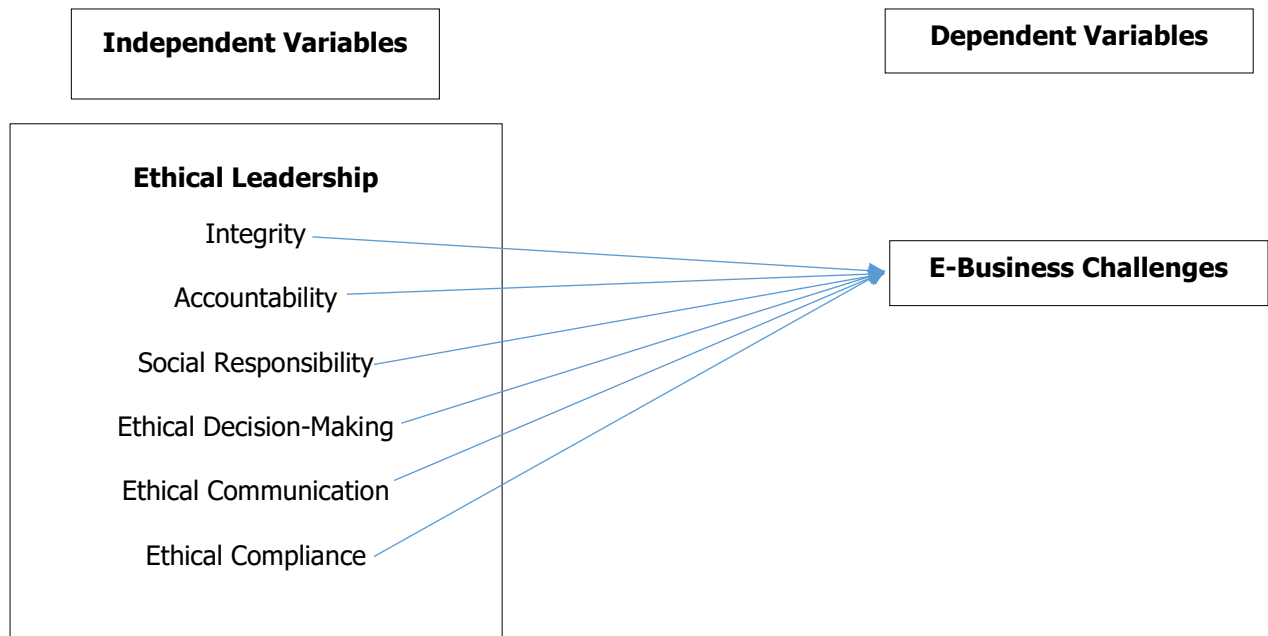 Independent Variables
Dependent Variables
Ethical Leadership
Integrity
Accountability
Social Responsibility
Ethical Decision-Making
Ethical Communication
Ethical Compliance
E-Business Challenges